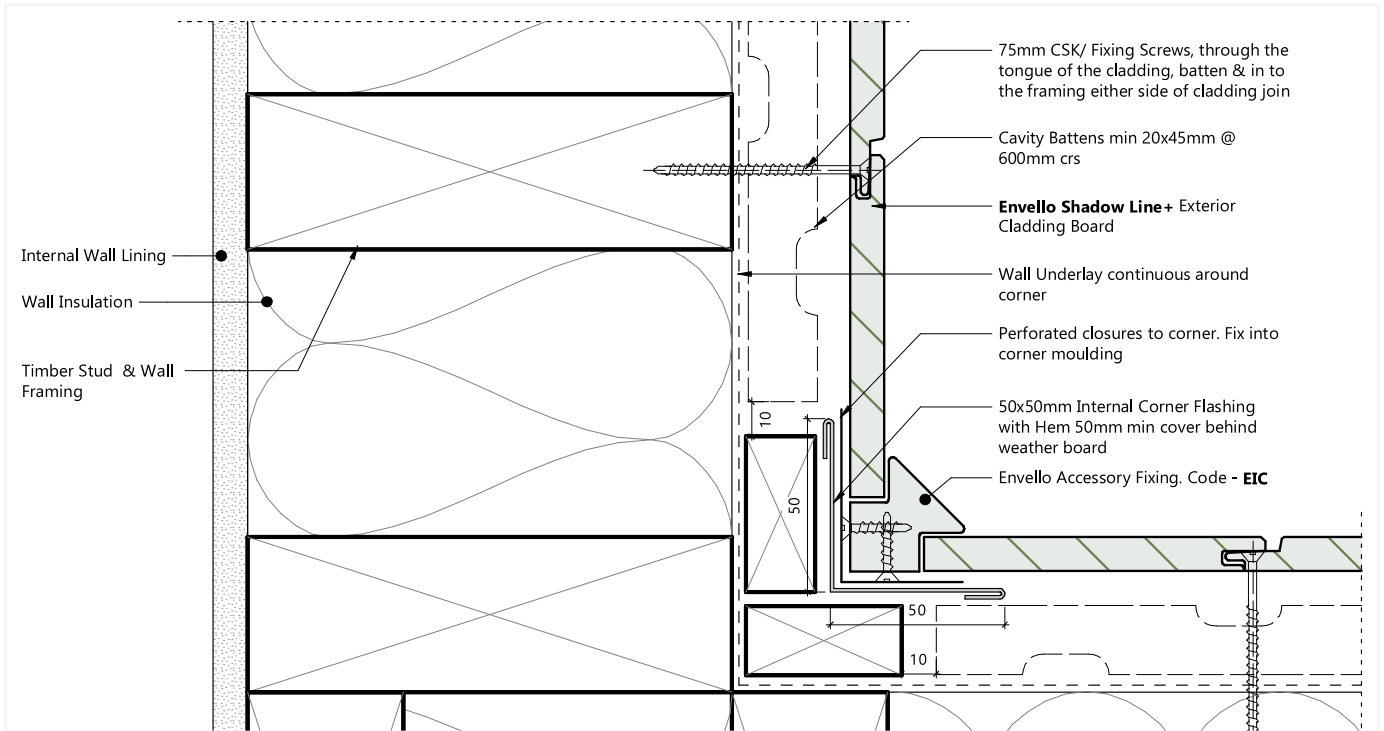 75mm CSK/ Fixing Screws, through the
tongue of the cladding, batten & in to
the framing either side of cladding join
Cavity Battens min 20x45mm @
600mm crs
Envello Shadow Line+ Exterior
Cladding Board
Internal Wall Lining
Wall Underlay continuous around
corner
Wall Insulation
Perforated closures to corner. Fix into
corner moulding
Timber Stud & Wall
Framing
50x50mm Internal Corner Flashing
with Hem 50mm min cover behind
weather board
Envello Accessory Fixing. Code - EIC
10
50
50
10